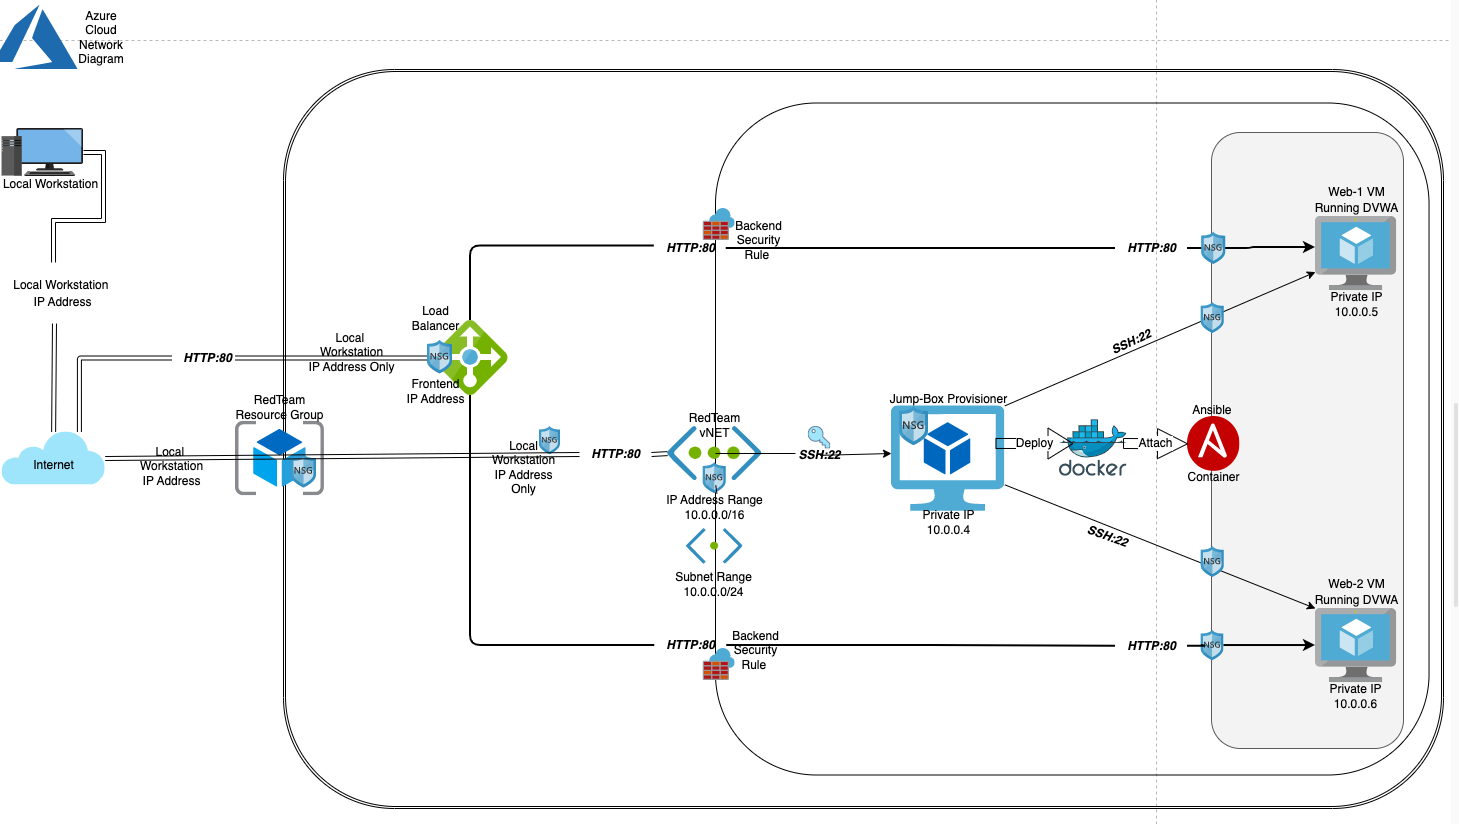 Azure
Cloud
Network
Diagram
Local Workstation
Local Workstation
IP Address
HTTP:80
Local
Workstation
IP Address Only
Load
Balancer
NSG
Frontend
IP Address
RedTeam
Resource Group
NSG
Internet
Local
Workstation
IP Address
NSG
Local
Workstation
IP Address
Only
HTTP:80
HTTP:80
Backend
Security
Rule
HTTP:80
NSG
Web-1 VM
Running DVWA
Private IP
10.0.0.5
SSH:22
NSG
RedTeam
vNET
NSG
IP Address Range
10.0.0.0/16
Subnet Range
10.0.0.0/24
SSH:22
Jump-Box Provisioner
NSG
Private IP
10.0.0.4
Deploy
docker
Attach
Ansible
Container
SSH:22
NSG
HTTP:80
Backend
Security
Rule
HTTP:80
NSG
Web-2 VM
Running DVWA
Private IP
10.0.0.6